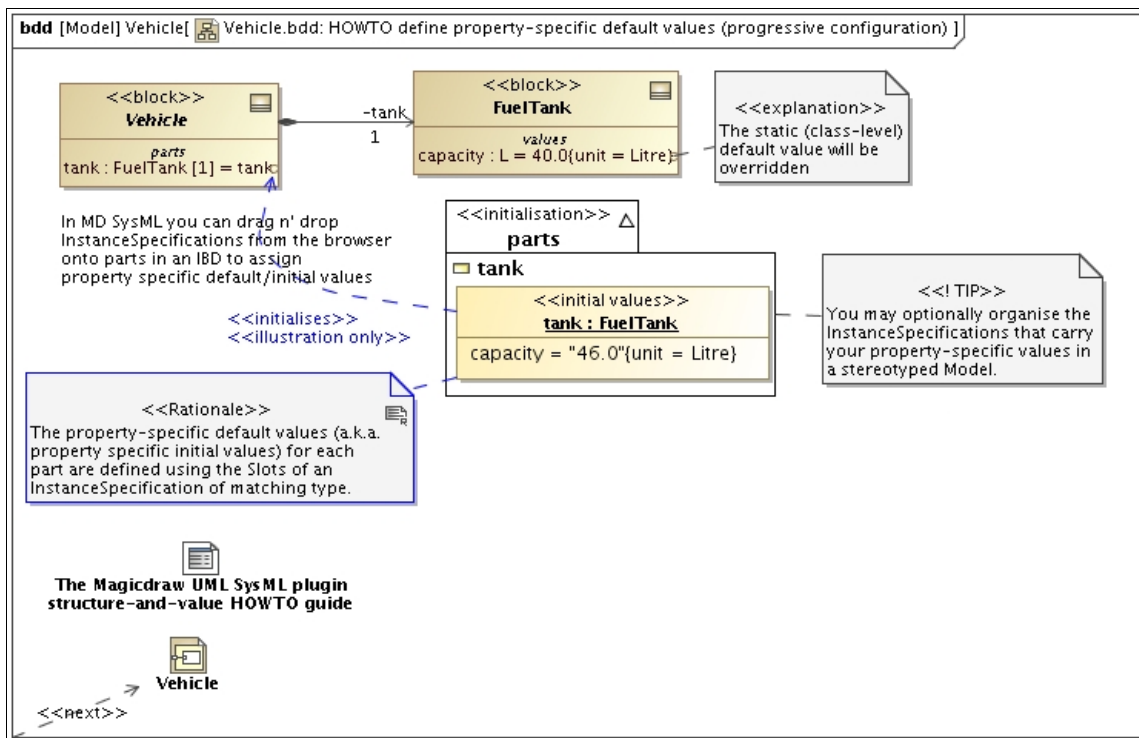 bdd [Model] Vehicle[ Vehicle.bdd: HOWTO define property-specific default values (progressive configuration) ]
<<block>>
Vehicle
parts
tank : FuelTank [1] = tank
-tank
1
<<block>>
FuelTank
values
capacity : L = 40.0{unit = Litre}
<<explanation>>
The static (class-level)
default value will be
overridden
In MD SysML you can drag n' drop
InstanceSpecifications from the browser
onto parts in an IBD to assign
property specific default/initial values
<<initialises>>
<<illustration only>>
<<initialisation>>
parts
tank
<<initial values>>
tank : FuelTank
capacity = "46.0"{unit = Litre}
<<! TIP>>
You may optionally organise the
InstanceSpecifications that carry
your property-specific values in
a stereotyped Model.
<<Rationale>>
R
The property-specific default values (a.k.a.
property specific initial values) for each
part are defined using the Slots of an
InstanceSpecification of matching type.
The Magicdraw UML SysML plugin
structure-and-value HOWTO guide
Vehicle
<<next>>